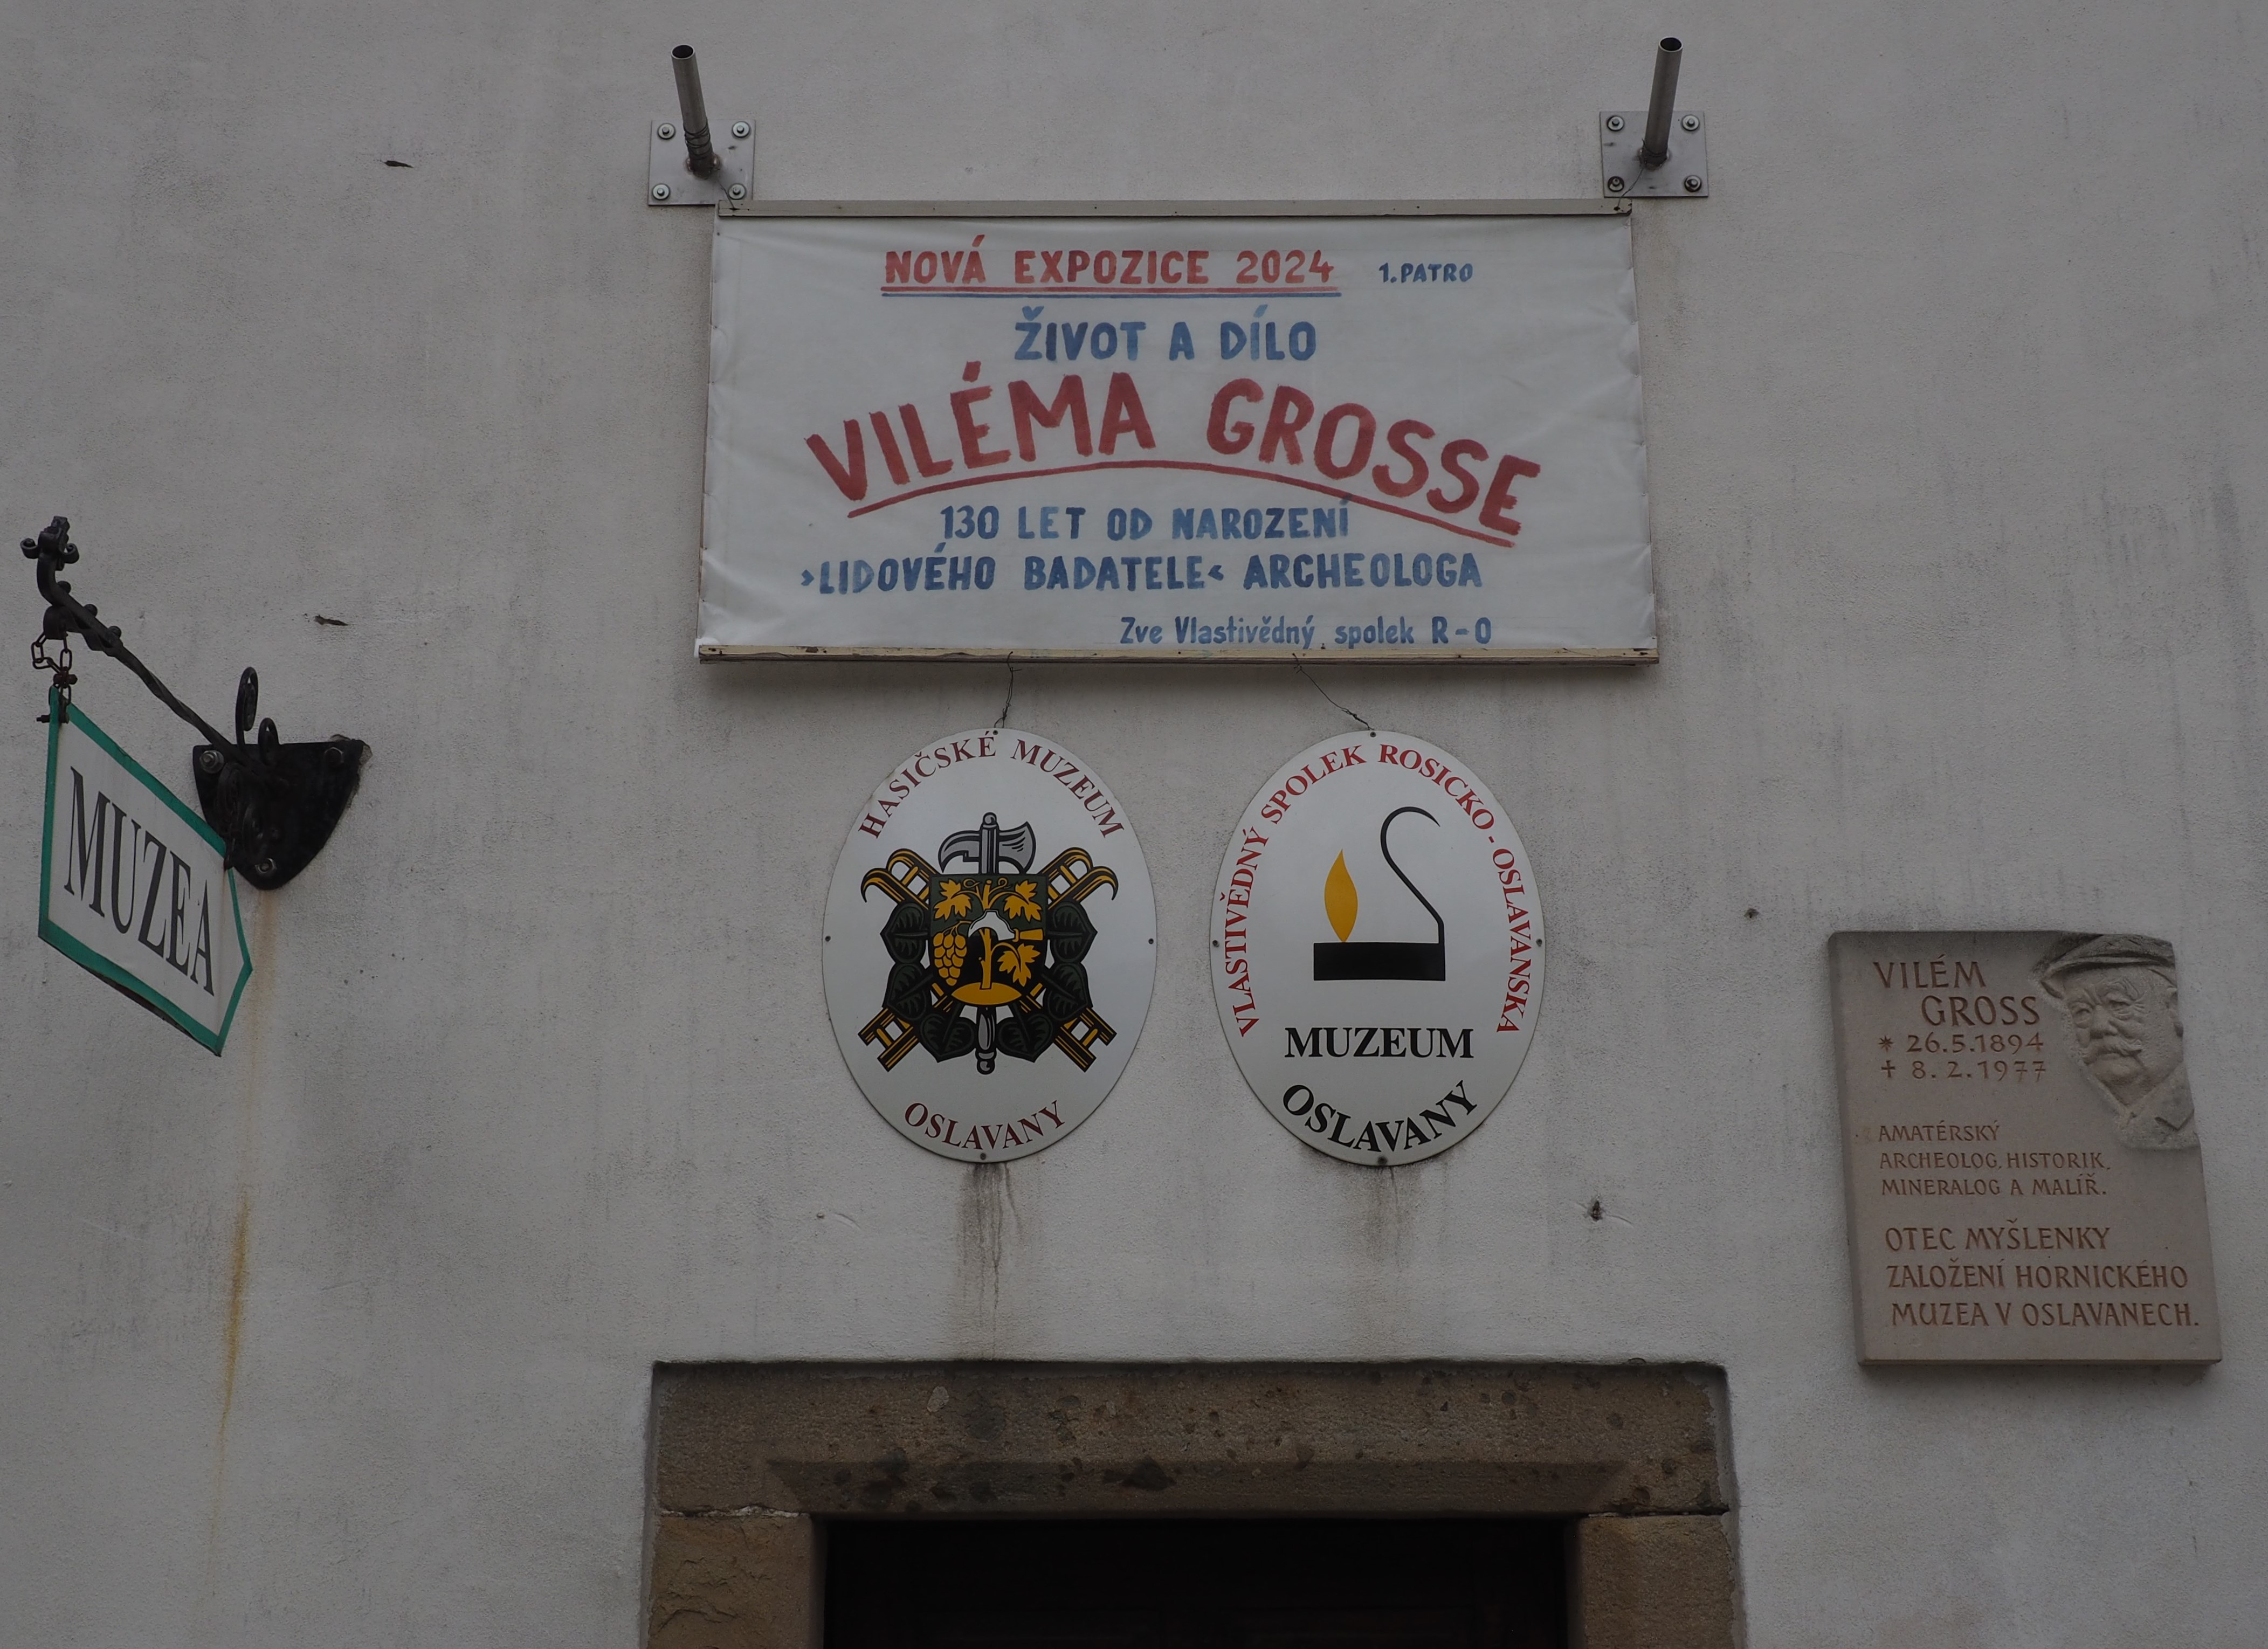 NOVÁ EXPOZICE 2024 1. PATRO
ŽIVOT A DÍLO
VILÉMA GROSSE
130 LET OD NAROZENÍ
›LIDOVÉHO BADATELE‹ ARCHEOLOGA
Zve Vlastivědný spolek R-O
MUZEA
HASIČSKÉ MUZEUM
OSLAVANY
VLASTIVĚDNÝ SPOLEK ROSICKO - OSLAVANSKA
MUZEUM
OSLAVANY
VILÉM
GROSS
* 26.5.1894
✝ 8.2.1977
AMATÉRSKÝ
ARCHEOLOG, HISTORIK,
MINERALOG A MALÍŘ.
OTEC MYŠLENKY
ZALOŽENÍ HORNICKÉHO
MUZEA V OSLAVANECH.